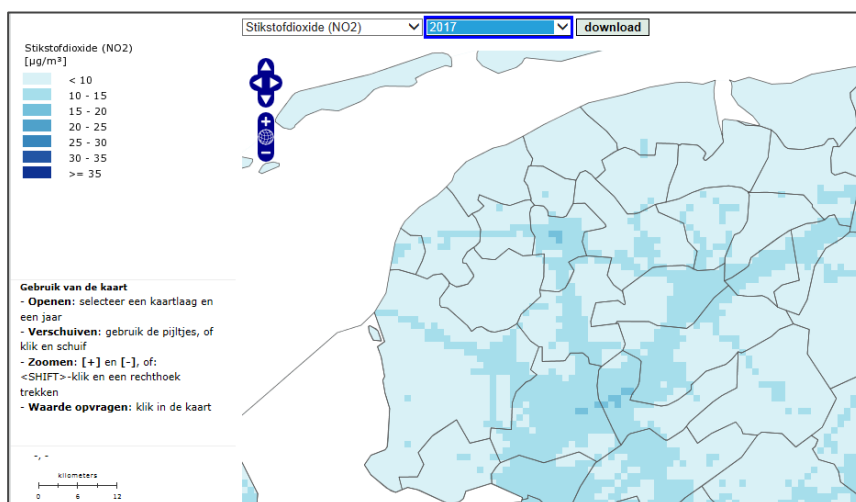 Stikstofdioxide (NO2) 2017 download
Stikstofdioxide (NO2)
[µg/m³]
< 10
10 - 15
15 - 20
20 - 25
25 - 30
30 - 35
>= 35
+
−
Gebruik van de kaart
- Openen: selecteer een kaartlaag en
een jaar
- Verschuiven: gebruik de pijltjes, of
klik en schuif
- Zoomen: [+] en [-], of:
<SHIFT>-klik en een rechthoek
trekken
- Waarde opvragen: klik in de kaart
-, -
kilometers
0 6 12